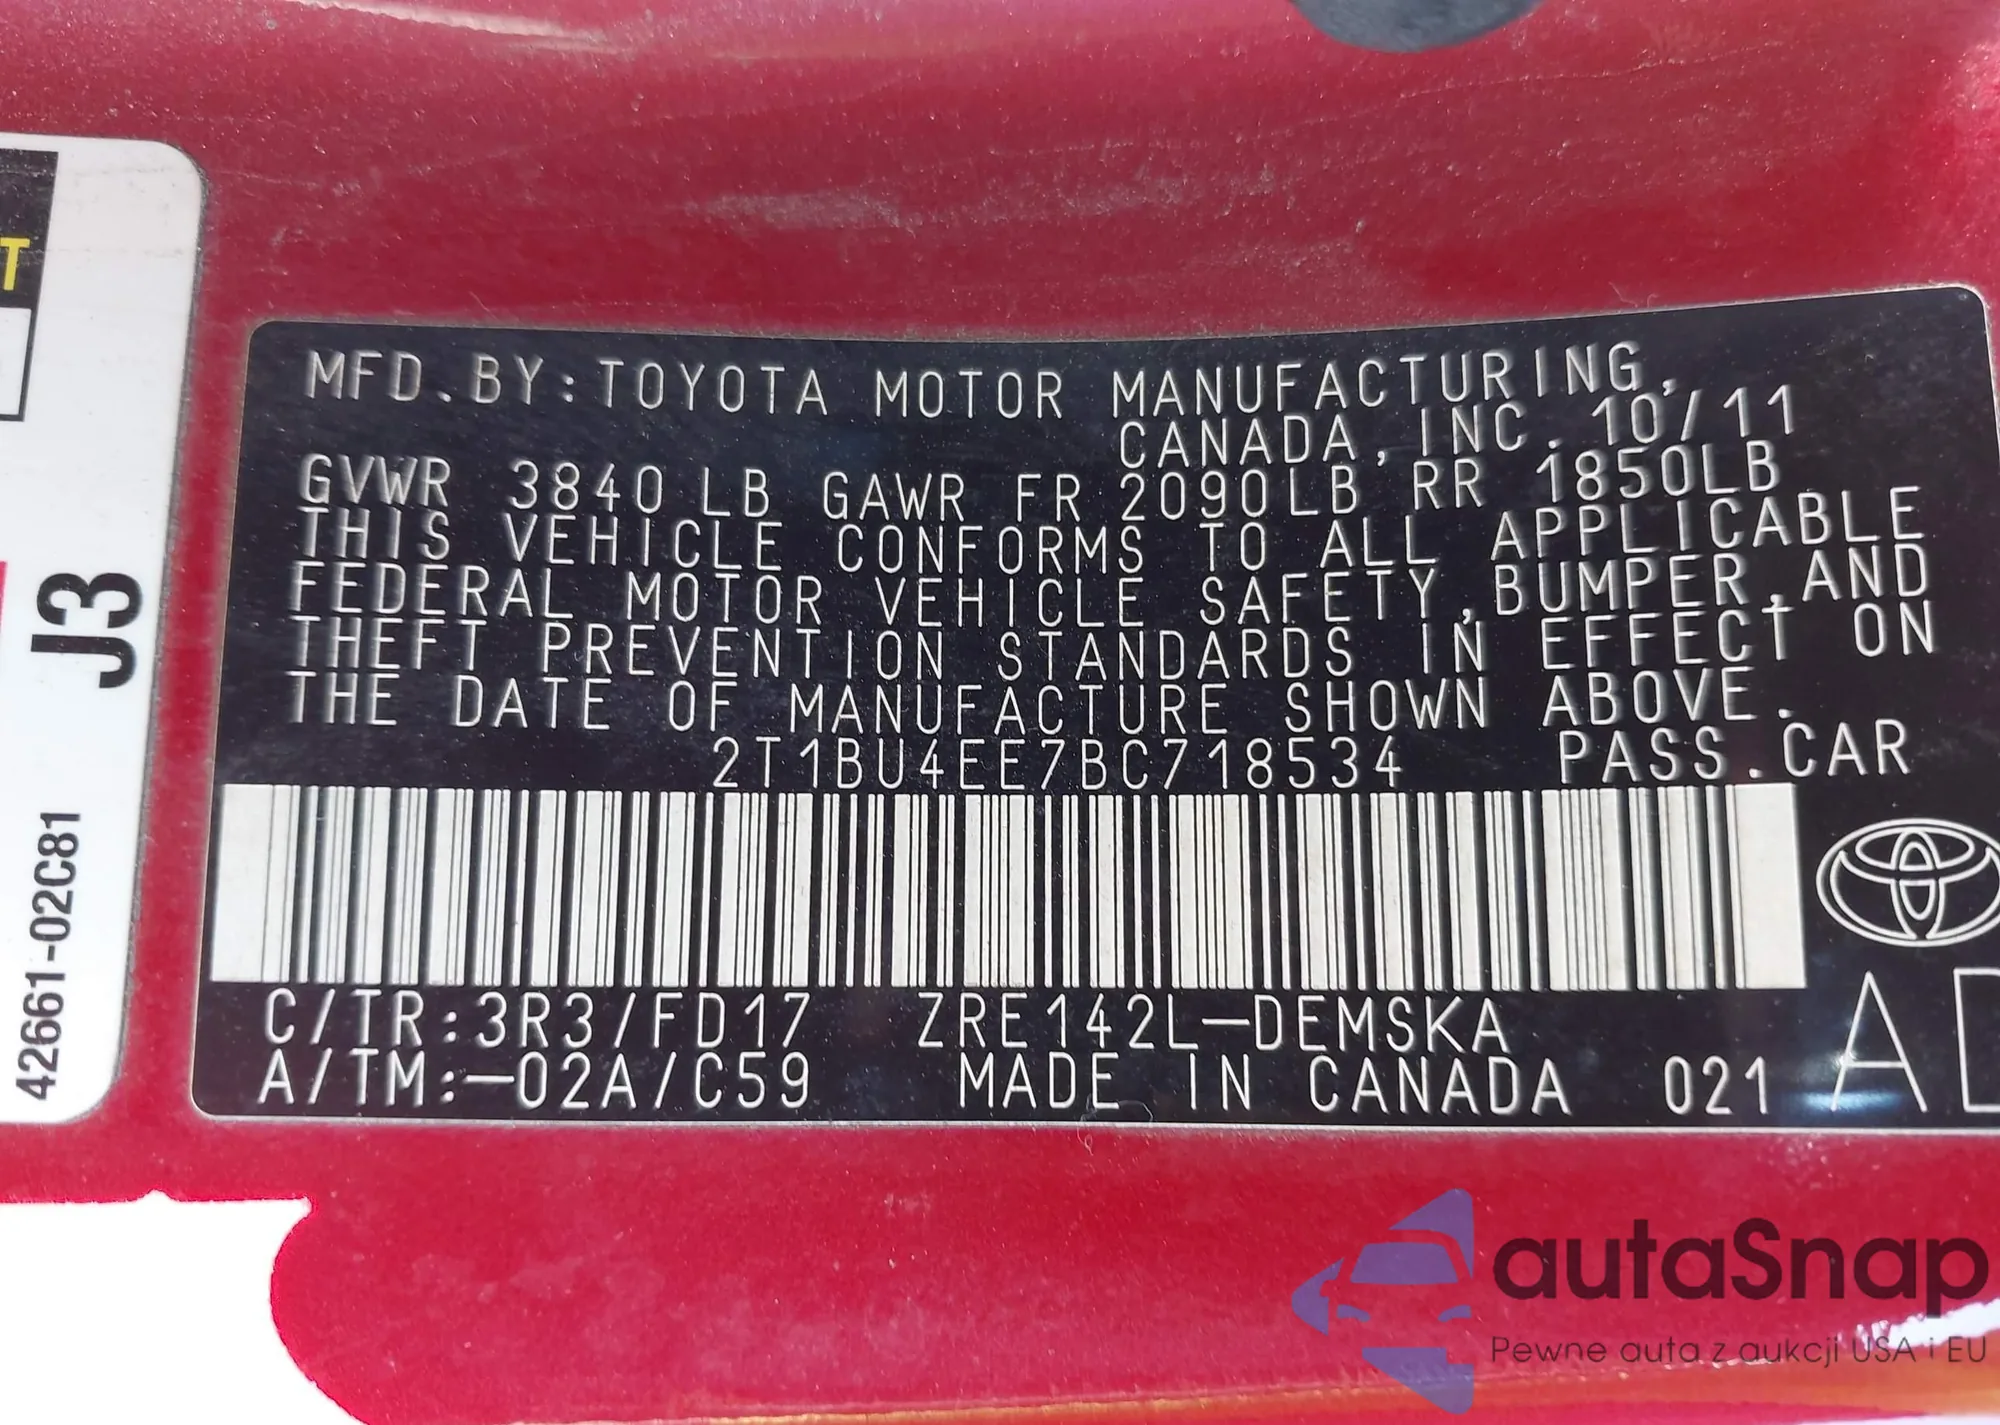 MFD.BY:TOYOTA MOTOR MANUFACTURING,
CANADA,INC. 10/11
GVWR 3840LB GAWR FR 2090LB RR 1850LB
THIS VEHICLE CONFORMS TO ALL APPLICABLE
FEDERAL MOTOR VEHICLE SAFETY,BUMPER,AND
THEFT PREVENTION STANDARDS IN EFFECT ON
THE DATE OF MANUFACTURE SHOWN ABOVE.
2T1BU4EE7BC718534 PASS.CAR
C/TR:3R3/FD17 ZRE142L-DEMSKA
A/TM:-02A/C59 MADE IN CANADA 021
J3
42661-02C81
T
autaSnap
Pewne auta z aukcji USA i EU